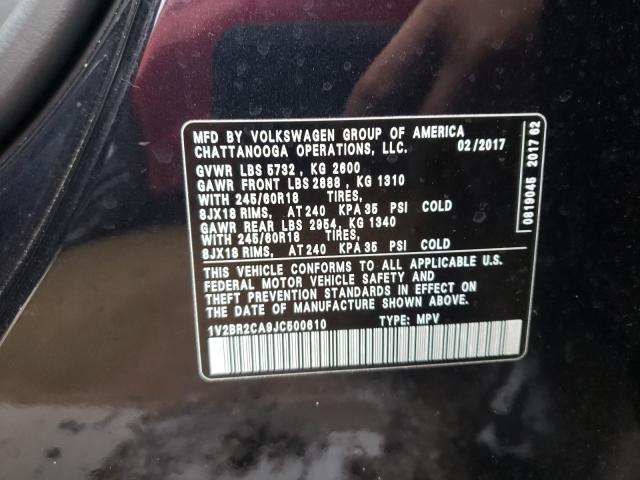 MFD BY VOLKSWAGEN GROUP OF AMERICA
CHATTANOOGA OPERATIONS, LLC. 02/2017
GVWR LBS 5732 , KG 2600
GAWR FRONT LBS 2888 , KG 1310
WITH 245/60R18 TIRES,
8JX18 RIMS, AT 240 KPA 35 PSI COLD
GAWR REAR LBS 2954, KG 1340
WITH 245/60R18 TIRES,
8JX18 RIMS, AT 240 KPA 35 PSI COLD
THIS VEHICLE CONFORMS TO ALL APPLICABLE U.S.
FEDERAL MOTOR VEHICLE SAFETY AND
THEFT PREVENTION STANDARDS IN EFFECT ON
THE DATE OF MANUFACTURE SHOWN ABOVE.
1V2BR2CA9JC500610 TYPE: MPV
0819045 2017 62